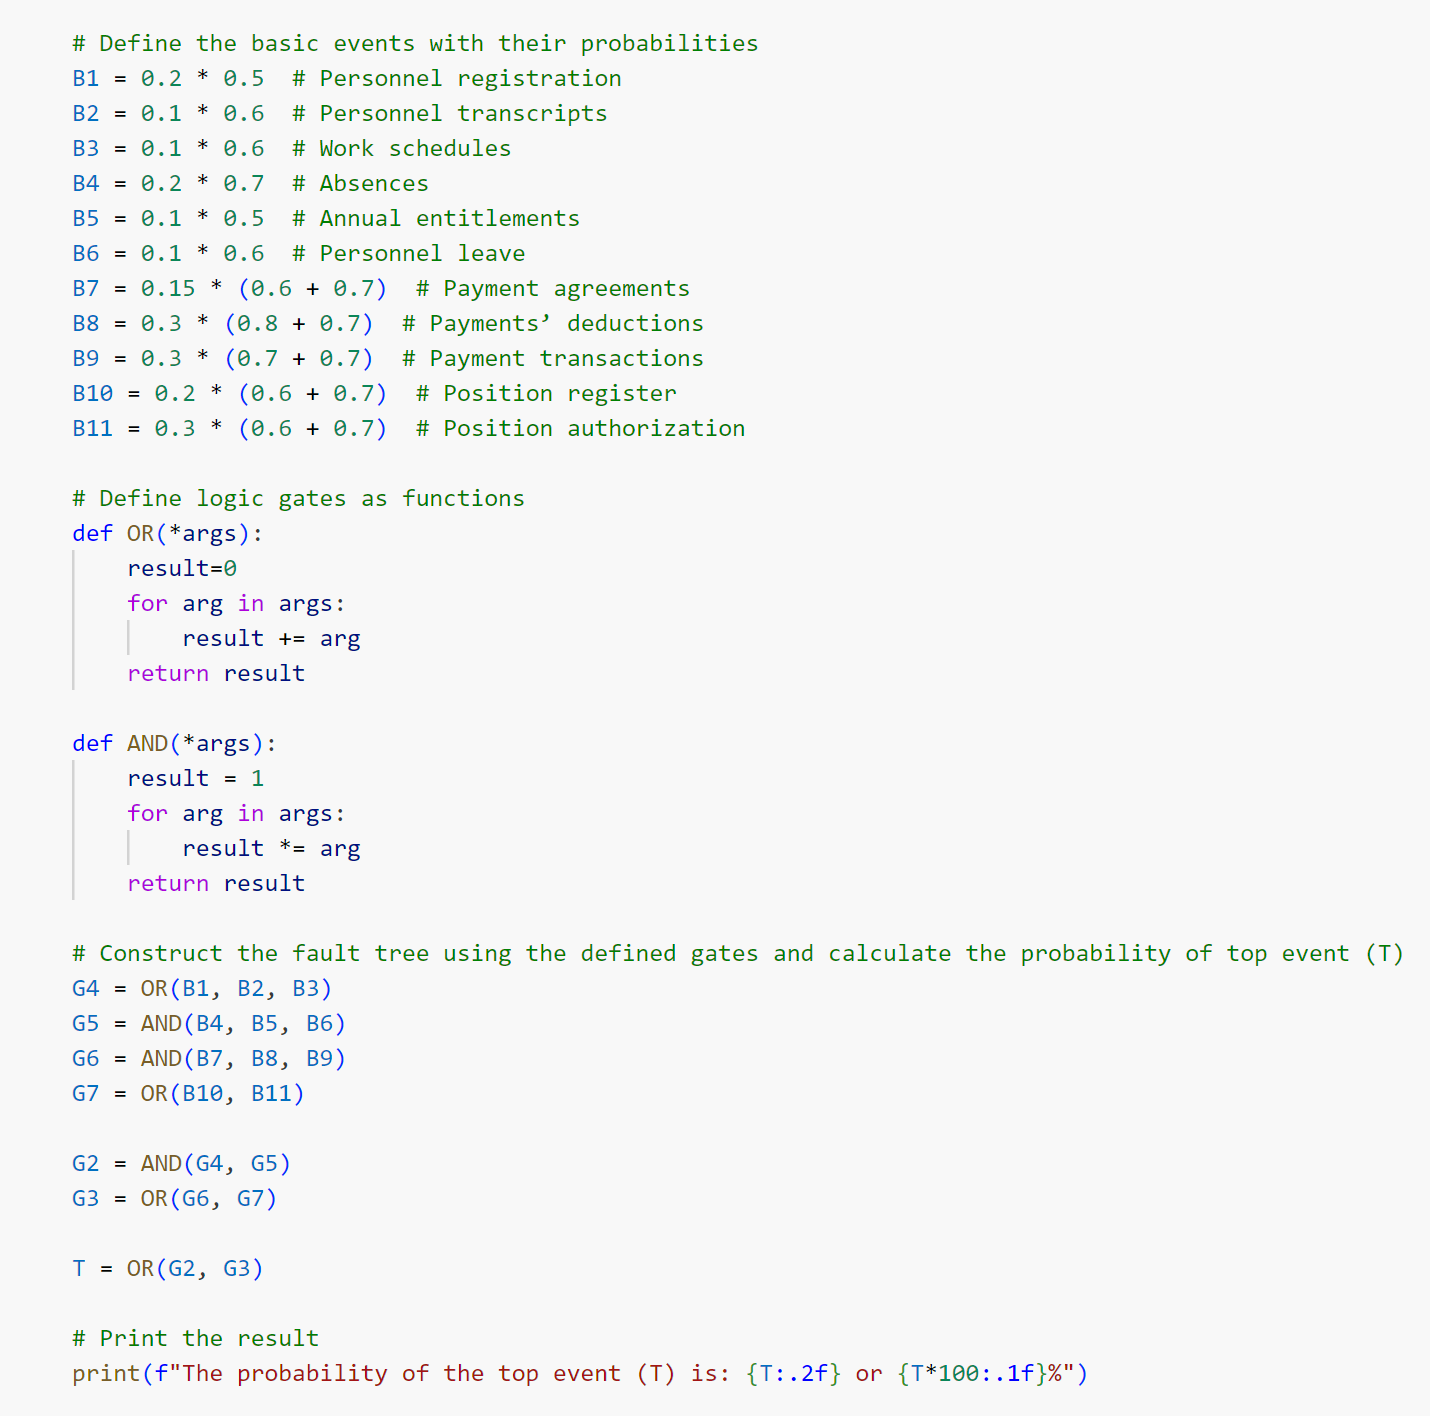 # Define the basic events with their probabilities
B1 = 0.2 * 0.5  # Personnel registration
B2 = 0.1 * 0.6  # Personnel transcripts
B3 = 0.1 * 0.6  # Work schedules
B4 = 0.2 * 0.7  # Absences
B5 = 0.1 * 0.5  # Annual entitlements
B6 = 0.1 * 0.6  # Personnel leave
B7 = 0.15 * (0.6 + 0.7)  # Payment agreements
B8 = 0.3 * (0.8 + 0.7)  # Payments’ deductions
B9 = 0.3 * (0.7 + 0.7)  # Payment transactions
B10 = 0.2 * (0.6 + 0.7)  # Position register
B11 = 0.3 * (0.6 + 0.7)  # Position authorization
# Define logic gates as functions
def OR(*args):
    result=0
    for arg in args:
        result += arg
    return result
def AND(*args):
    result = 1
    for arg in args:
        result *= arg
    return result
# Construct the fault tree using the defined gates and calculate the probability of top event (T)
G4 = OR(B1, B2, B3)
G5 = AND(B4, B5, B6)
G6 = AND(B7, B8, B9)
G7 = OR(B10, B11)
G2 = AND(G4, G5)
G3 = OR(G6, G7)
T = OR(G2, G3)
# Print the result
print(f"The probability of the top event (T) is: {T:.2f} or {T*100:.1f}%")